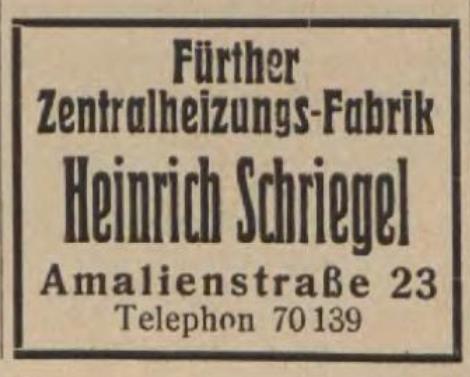 Fürther
Zentralheizungs-Fabrik
Heinrich Schriegel
Amalienstraße 23
Telephon 70139